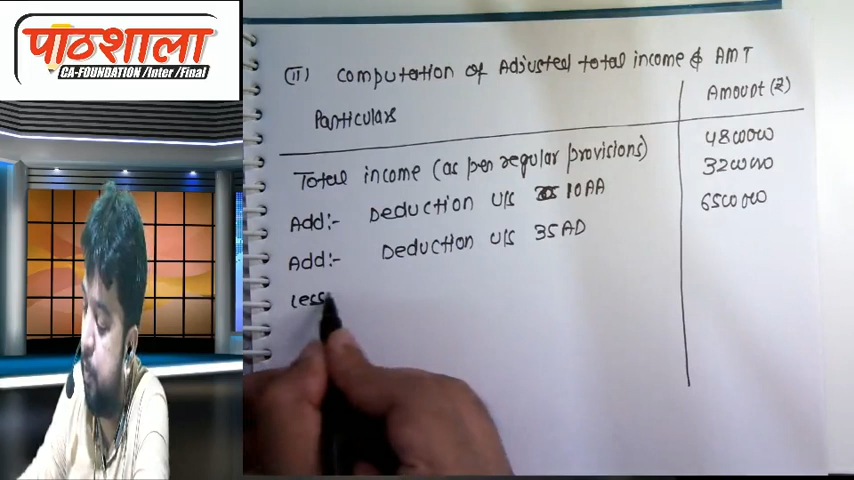 पाठशाला
CA-FOUNDATION/Inter/Final
(II) Computation of Adjusted total income & AMT
Particulars
Amount (₹)
Total income (as per regular provisions)
4800000
Add:- Deduction u/s 10AA
3200000
Add:- Deduction u/s 35AD
6500000
less